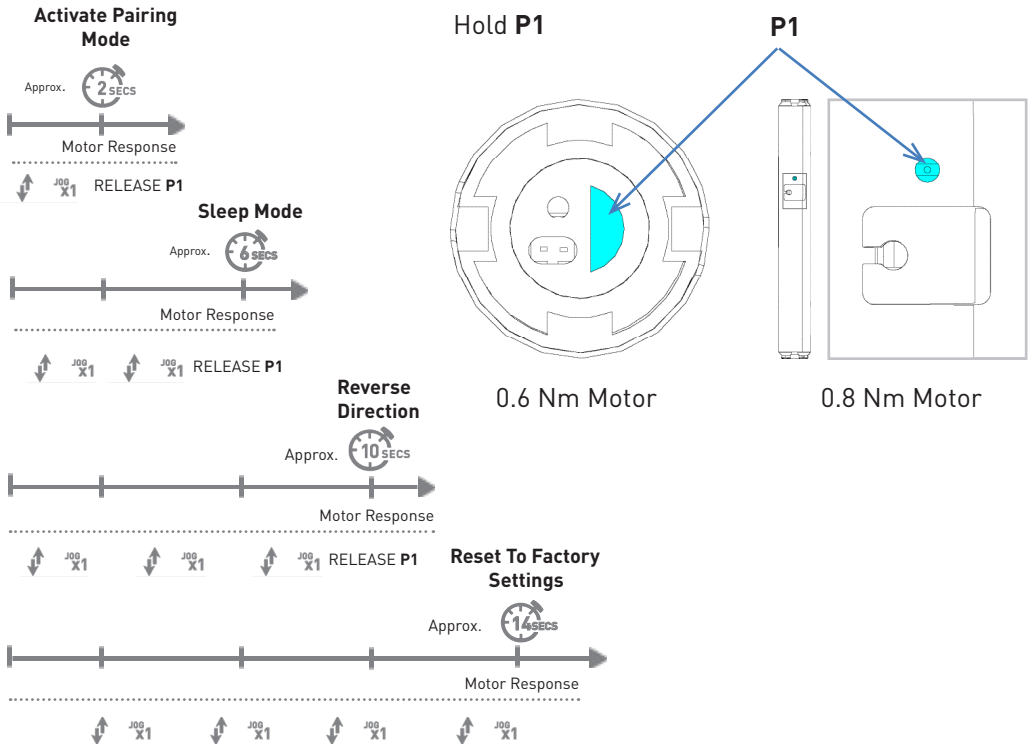 Activate Pairing
Mode
Approx. 2 SECS
Motor Response
JOG X1 RELEASE P1
Sleep Mode
Approx. 6 SECS
Motor Response
JOG X1 JOG X1 RELEASE P1
Reverse
Direction
Approx. 10 SECS
Motor Response
JOG X1 JOG X1 JOG X1 RELEASE P1
Reset To Factory
Settings
Approx. 14 SECS
Motor Response
JOG X1 JOG X1 JOG X1 JOG X1
Hold P1
P1
0.6 Nm Motor
0.8 Nm Motor